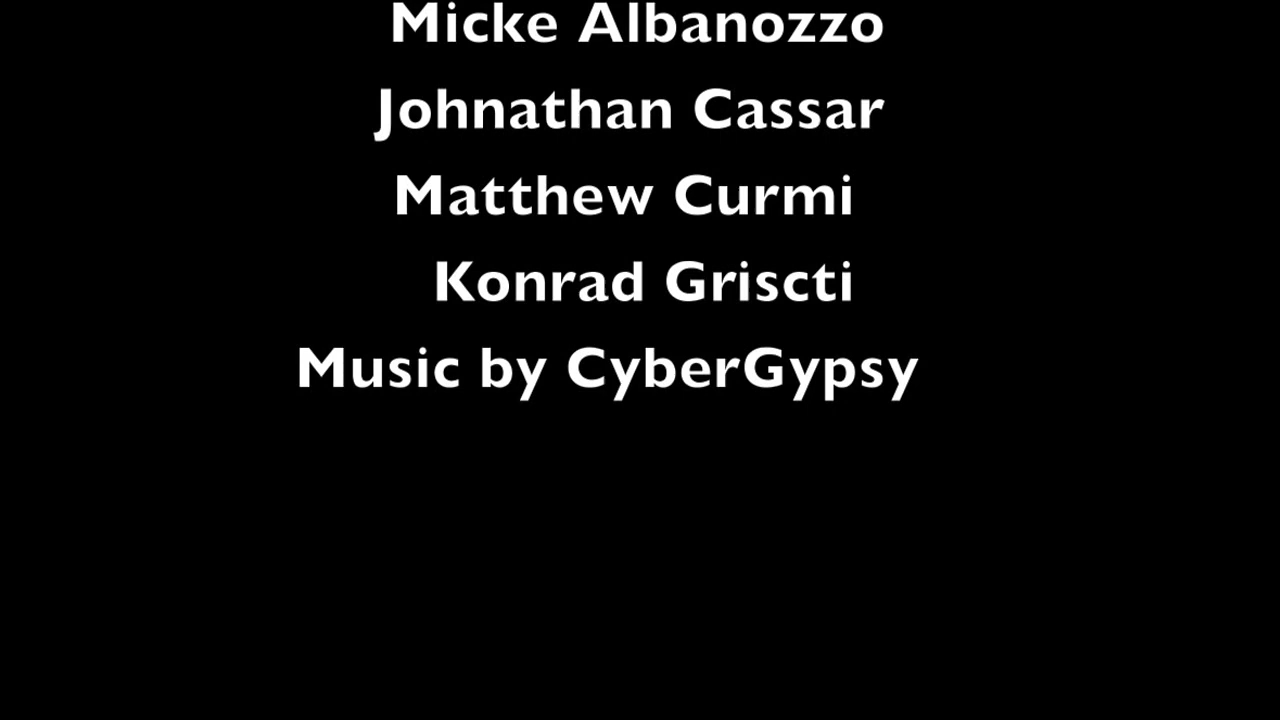 Micke Albanozzo
Johnathan Cassar
Matthew Curmi
Konrad Griscti
Music by CyberGypsy